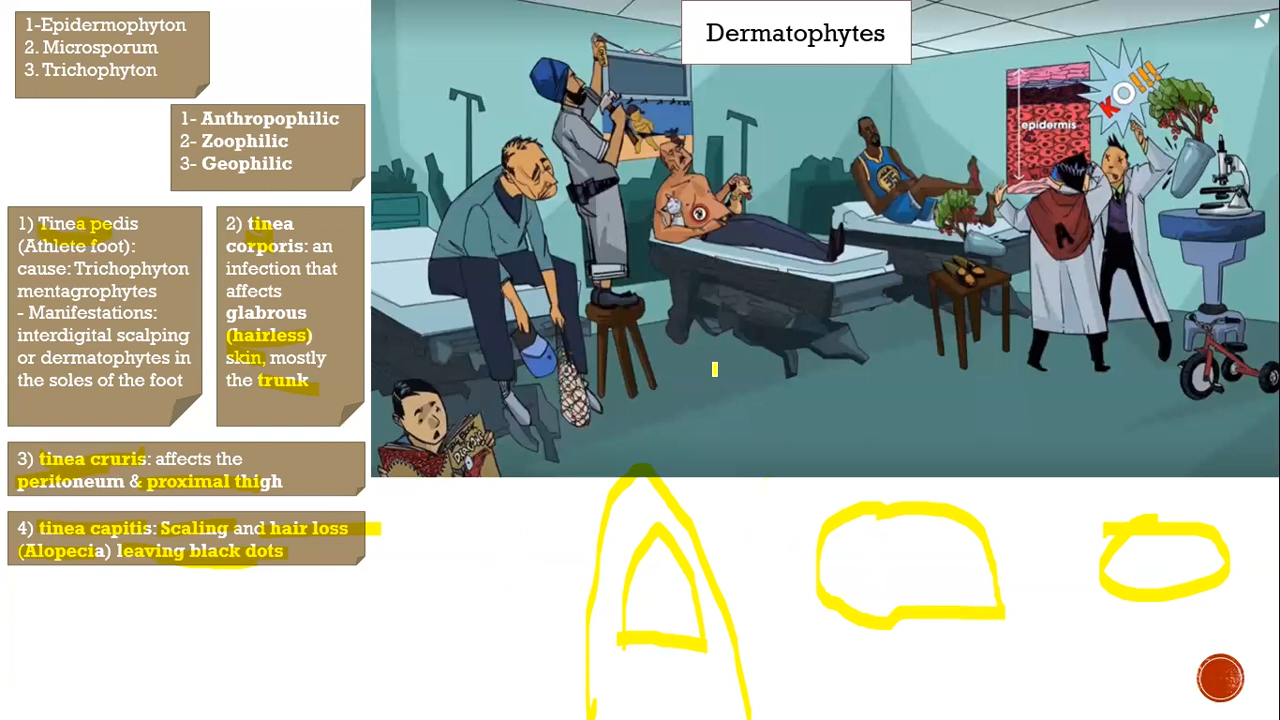 1-Epidermophyton
2. Microsporum
3. Trichophyton
1- Anthropophilic
2- Zoophilic
3- Geophilic
1) Tinea pedis
(Athlete foot):
cause: Trichophyton
mentagrophytes
- Manifestations:
interdigital scalping
or dermatophytes in
the soles of the foot
2) tinea
corporis: an
infection that
affects
glabrous
(hairless)
skin, mostly
the trunk
3) tinea cruris: affects the
peritoneum & proximal thigh
4) tinea capitis: Scaling and hair loss
(Alopecia) leaving black dots
Dermatophytes
KO!!!
epidermis